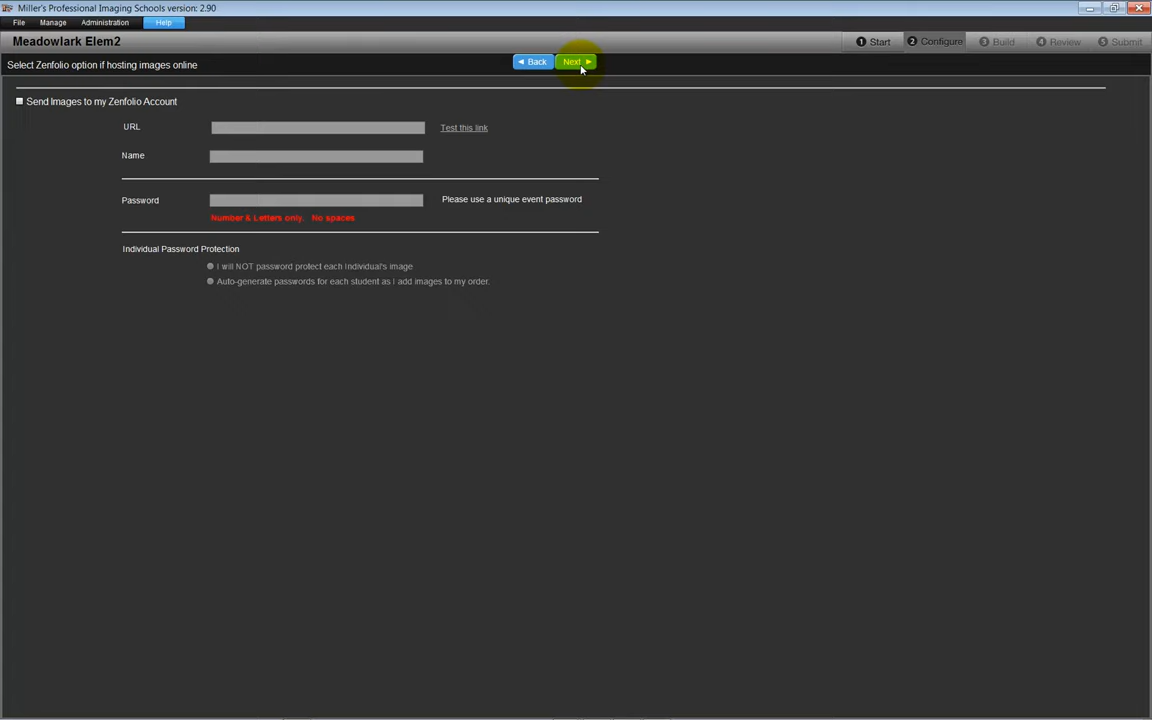 Miller's Professional Imaging Schools version: 2.90
File Manage Administration Help
Meadowlark Elem2
1 Start 2 Configure 3 Build 4 Review 5 Submit
Select Zenfolio option if hosting images online
Back Next
Send Images to my Zenfolio Account
URL Test this link
Name
Password Please use a unique event password
Number & Letters only. No spaces
Individual Password Protection
I will NOT password protect each individual's image
Auto-generate passwords for each student as I add images to my order.